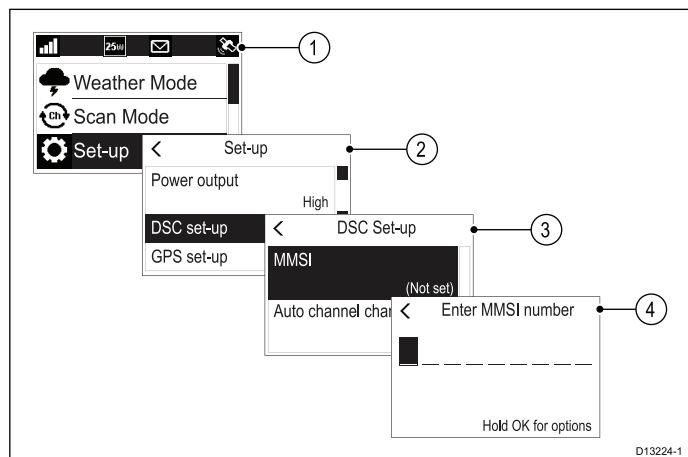 25W
1
Weather Mode
Ch
Scan Mode
Set-up
Set-up
2
Power output
High
DSC set-up
GPS set-up
DSC Set-up
3
MMSI
(Not set)
Auto channel char
Enter MMSI number
4
Hold OK for options
D13224-1